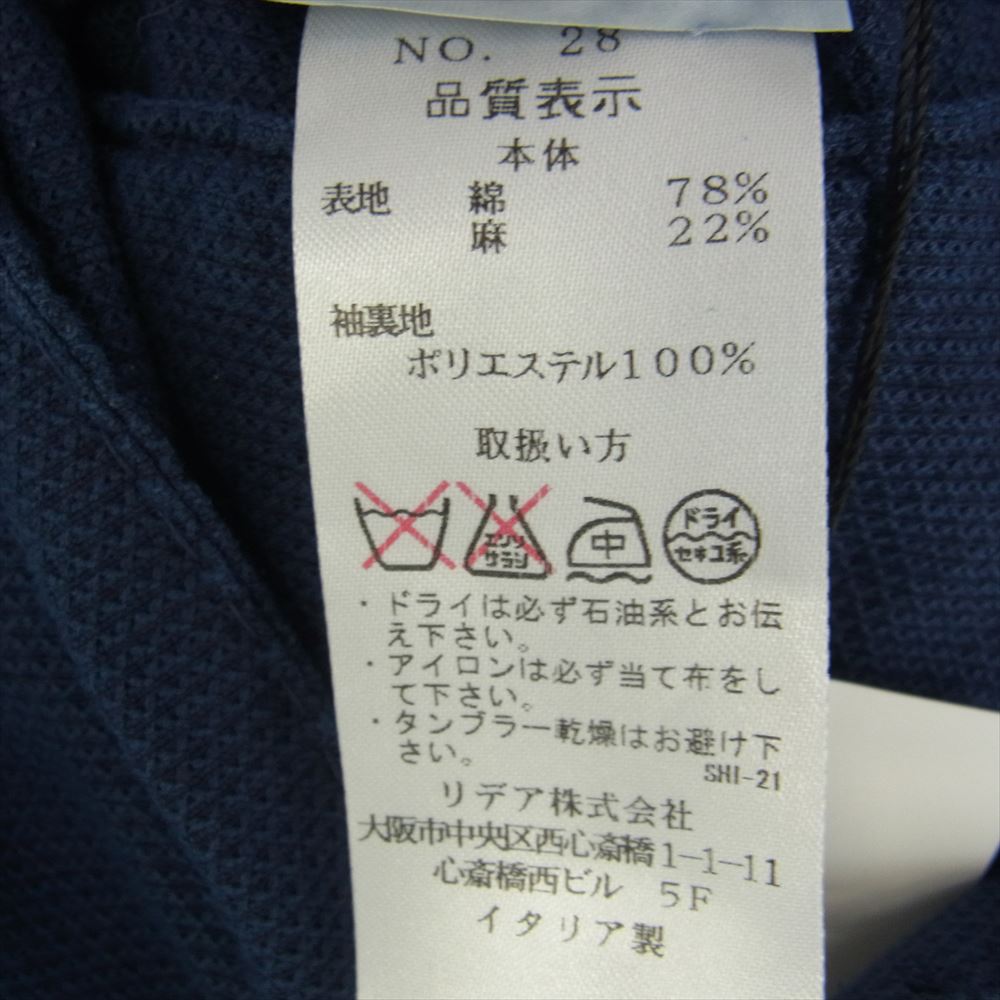 NO. 28
品質表示
本体
表地 綿 78%
麻 22%
袖裏地
ポリエステル100%
取扱い方
エンソ
サラシ
中
ドライ
セキユ系
・ドライは必ず石油系とお伝
え下さい。
・アイロンは必ず当て布をし
て下さい。
・タンブラー乾燥はお避け下
さい。
SHI-21
リデア株式会社
大阪市中央区西心斎橋1-1-11
心斎橋西ビル 5F
イタリア製